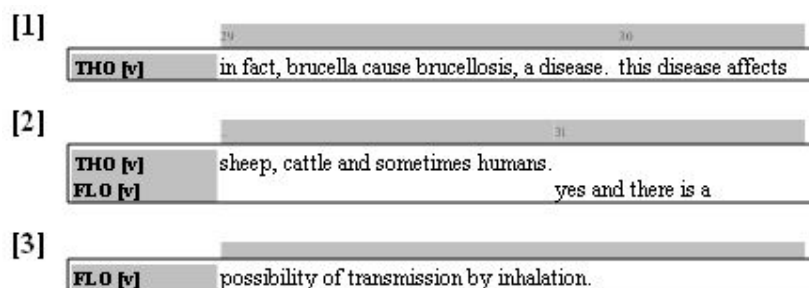 [1]
29 30
THO [v] in fact, brucella cause brucellosis, a disease. this disease affects
[2]
.. 31
THO [v] sheep, cattle and sometimes humans.
FLO [v] yes and there is a
[3]
FLO [v] possibility of transmission by inhalation.